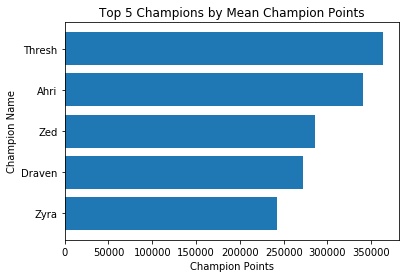 Top 5 Champions by Mean Champion Points
Champion Name
Thresh
Ahri
Zed
Draven
Zyra
0 50000 100000 150000 200000 250000 300000 350000
Champion Points